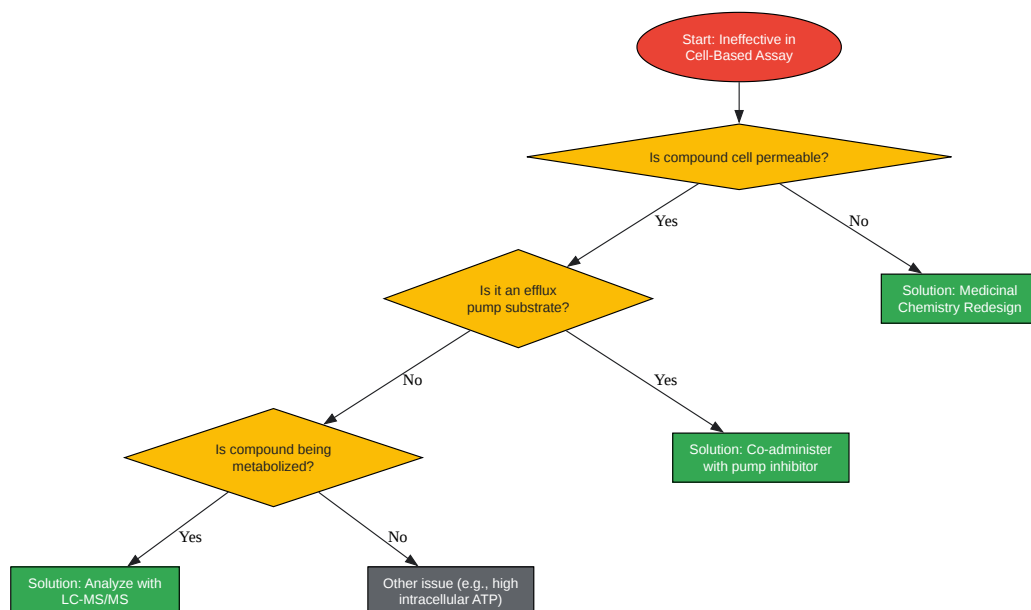 Start: Ineffective in
Cell-Based Assay
Is compound cell permeable?
Yes
No
Is it an efflux
pump substrate?
Solution: Medicinal
Chemistry Redesign
No
Yes
Is compound being
metabolized?
Solution: Co-administer
with pump inhibitor
Yes
No
Solution: Analyze with
LC-MS/MS
Other issue (e.g., high
intracellular ATP)